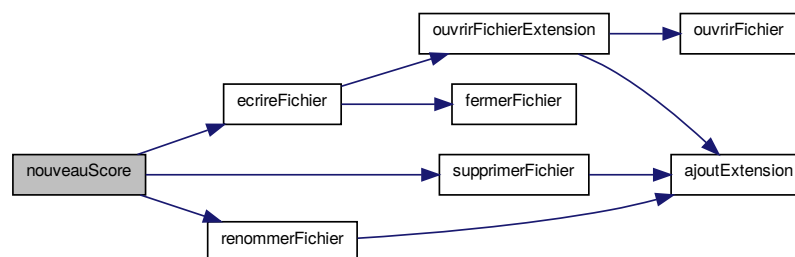 ouvrirFichierExtension
ouvrirFichier
ecrireFichier
fermerFichier
nouveauScore
supprimerFichier
ajoutExtension
renommerFichier